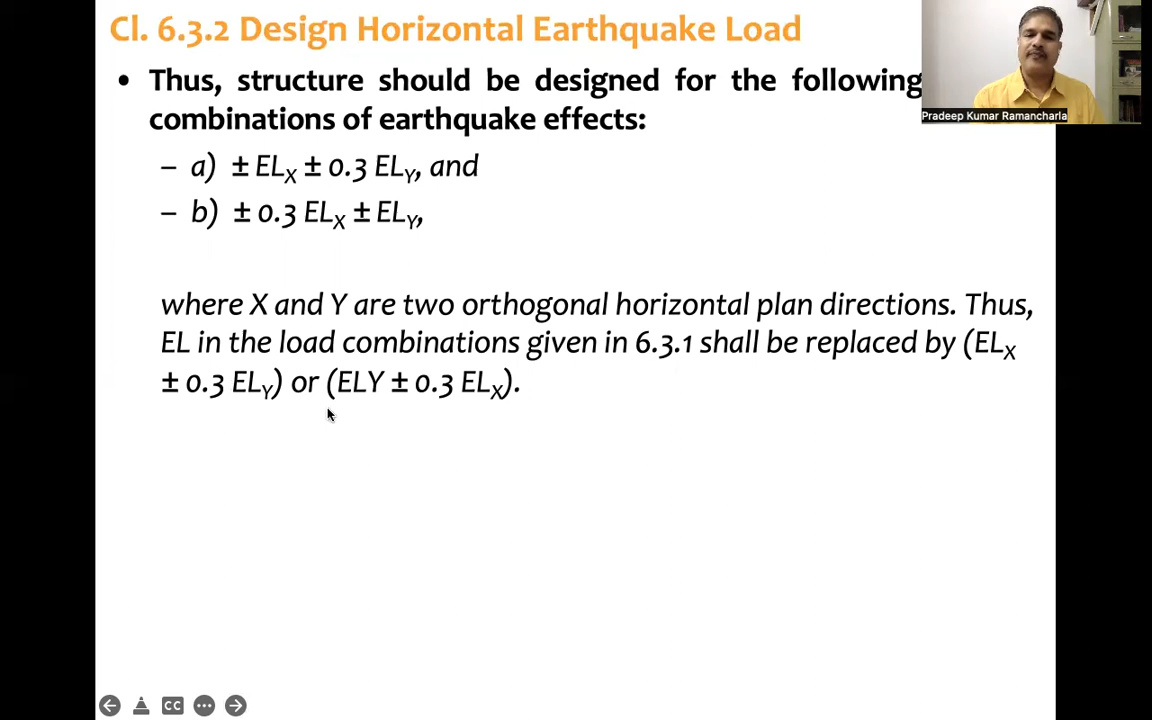 Cl. 6.3.2 Design Horizontal Earthquake Load
• Thus, structure should be designed for the following
combinations of earthquake effects:
– a) ± ELX ± 0.3 ELY, and
– b) ± 0.3 ELX ± ELY,
where X and Y are two orthogonal horizontal plan directions. Thus,
EL in the load combinations given in 6.3.1 shall be replaced by (ELX
± 0.3 ELY) or (ELY ± 0.3 ELX).
Pradeep Kumar Ramancharla
CC